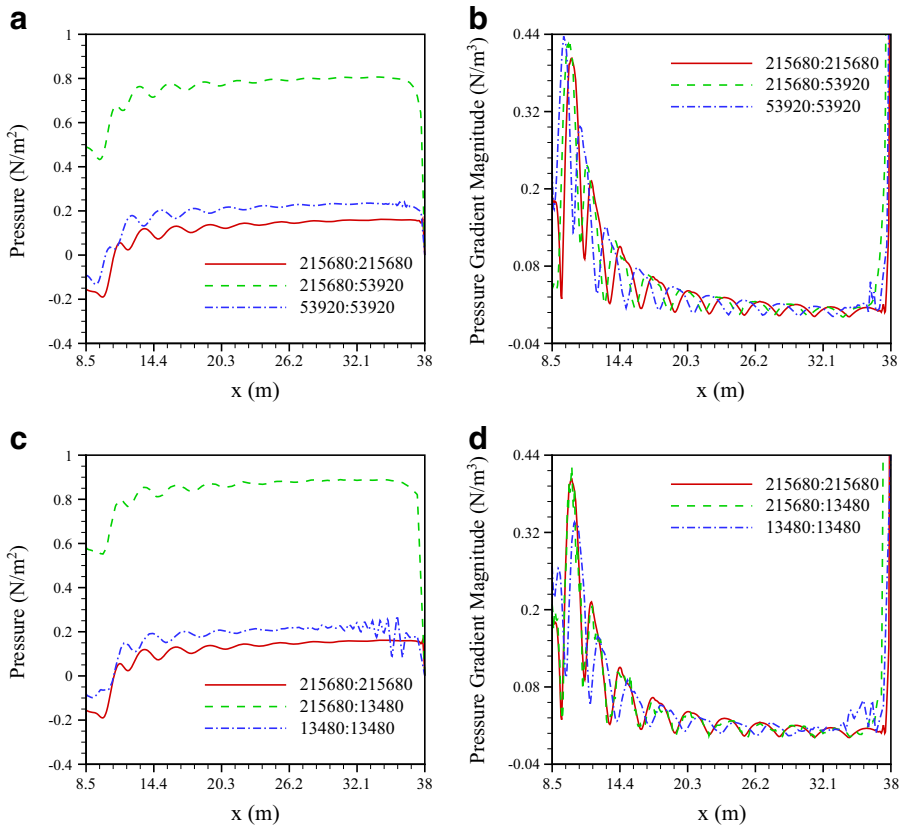 a
1
0.8
0.6
0.4
0.2
0
-0.2
-0.4
Pressure (N/m²)
215680:215680
215680:53920
53920:53920
8.5 14.4 20.3 26.2 32.1 38
x (m)
b
0.44
0.32
0.2
0.08
-0.04
Pressure Gradient Magnitude (N/m³)
215680:215680
215680:53920
53920:53920
8.5 14.4 20.3 26.2 32.1 38
x (m)
c
1
0.8
0.6
0.4
0.2
0
-0.2
-0.4
Pressure (N/m²)
215680:215680
215680:13480
13480:13480
8.5 14.4 20.3 26.2 32.1 38
x (m)
d
0.44
0.32
0.2
0.08
-0.04
Pressure Gradient Magnitude (N/m³)
215680:215680
215680:13480
13480:13480
8.5 14.4 20.3 26.2 32.1 38
x (m)